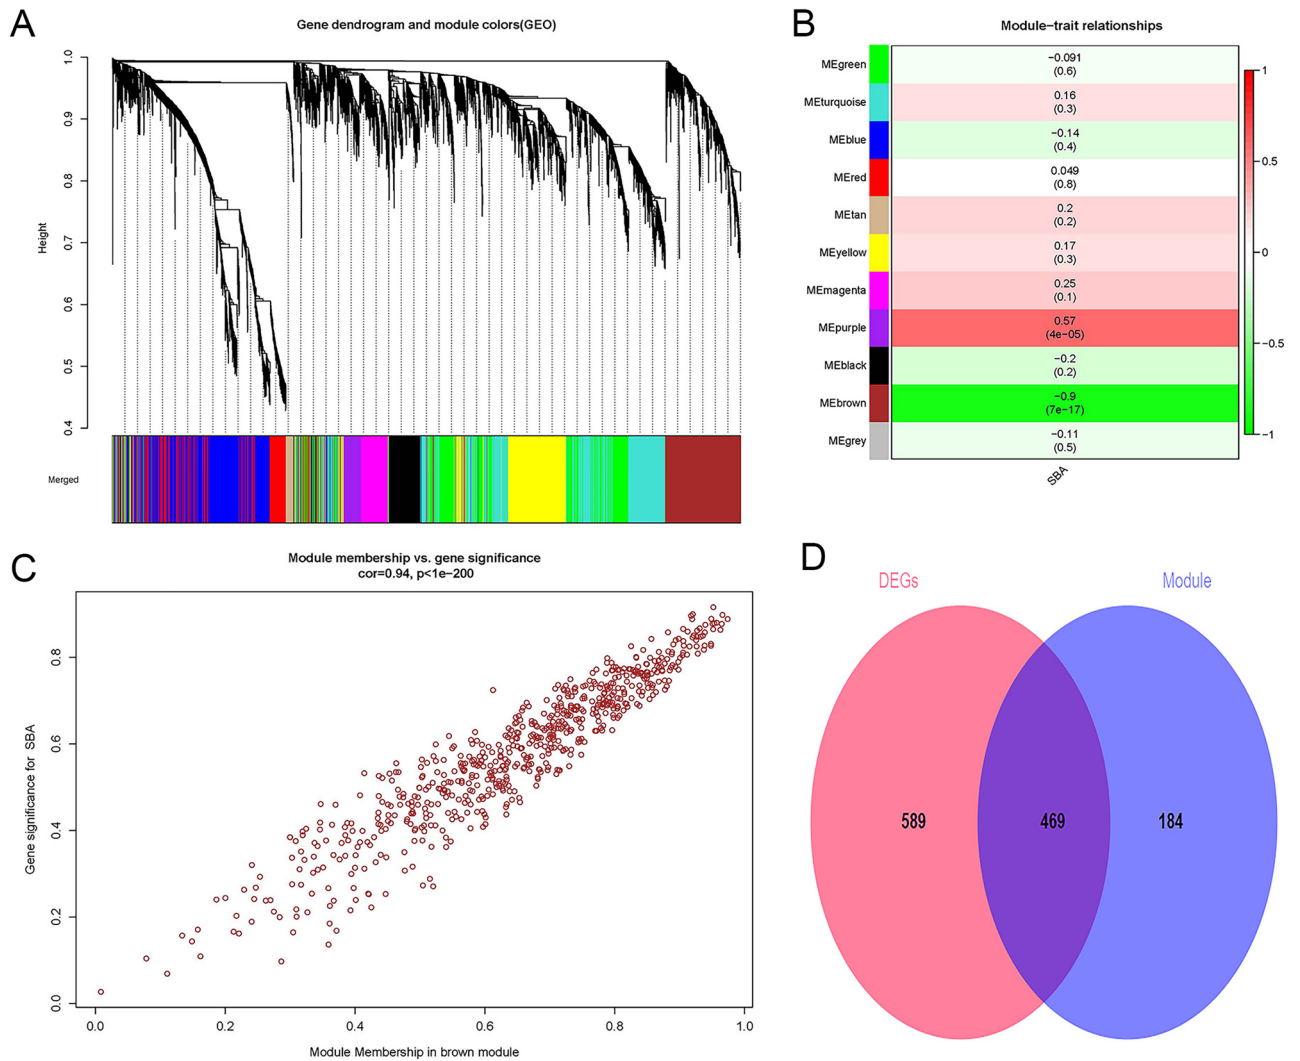 A
Gene dendrogram and module colors(GEO)
Height
1.0
0.9
0.8
0.7
0.6
0.5
0.4
Merged
B
Module−trait relationships
MEgreen
−0.091
(0.6)
MEturquoise
0.16
(0.3)
MEblue
−0.14
(0.4)
MEred
0.049
(0.8)
MEtan
0.2
(0.2)
MEyellow
0.17
(0.3)
MEmagenta
0.25
(0.1)
MEpurple
0.57
(4e−05)
MEblack
−0.2
(0.2)
MEbrown
−0.9
(7e−17)
MEgrey
−0.11
(0.5)
SBA
1
0.5
0
−0.5
−1
C
Module membership vs. gene significance
cor=0.94, p<1e−200
Gene significance for SBA
0.8
0.6
0.4
0.2
0.0
0.0 0.2 0.4 0.6 0.8 1.0
Module Membership in brown module
D
DEGs Module
589 469 184